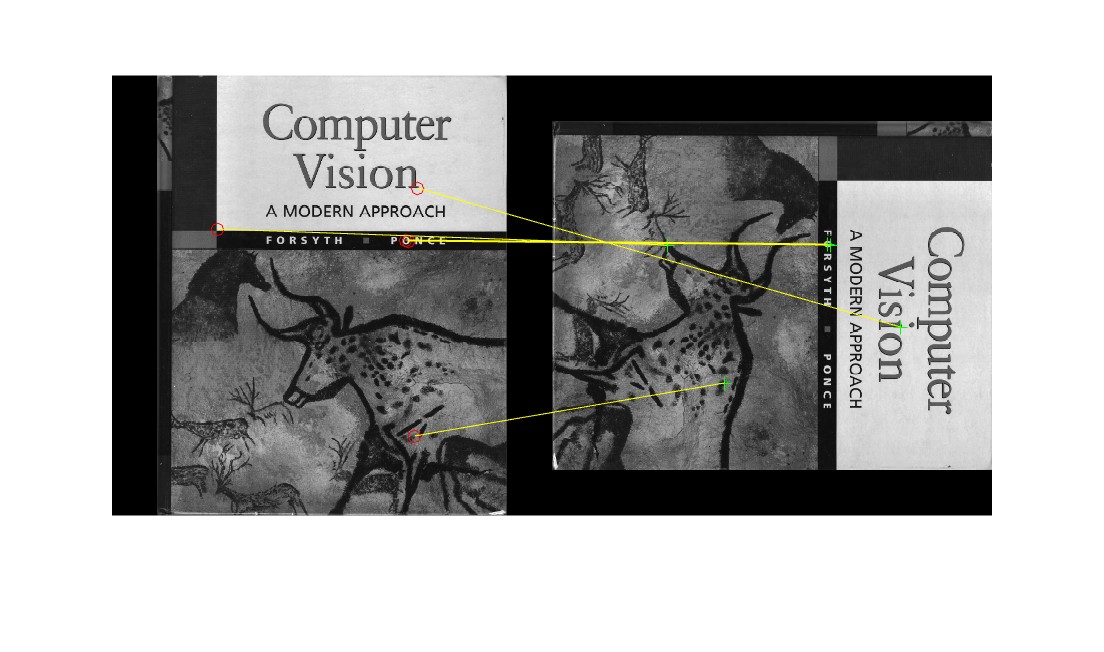 Computer
Vision
A MODERN APPROACH
FORSYTH ■ PONCE
Computer
Vision
A MODERN APPROACH
FORSYTH ■ PONCE